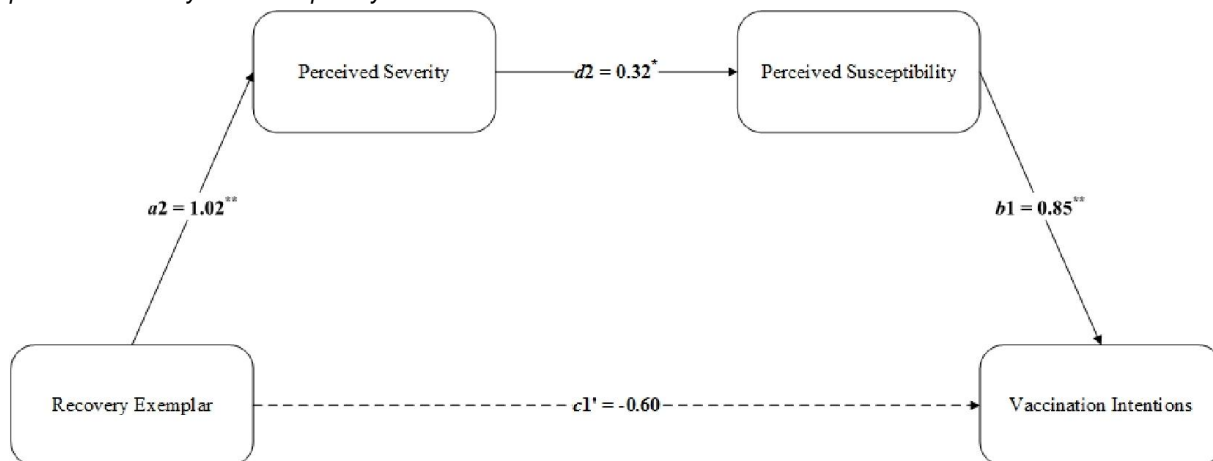 Perceived Severity
d2 = 0.32*
Perceived Susceptibility
a2 = 1.02**
b1 = 0.85**
Recovery Exemplar
c1' = -0.60
Vaccination Intentions